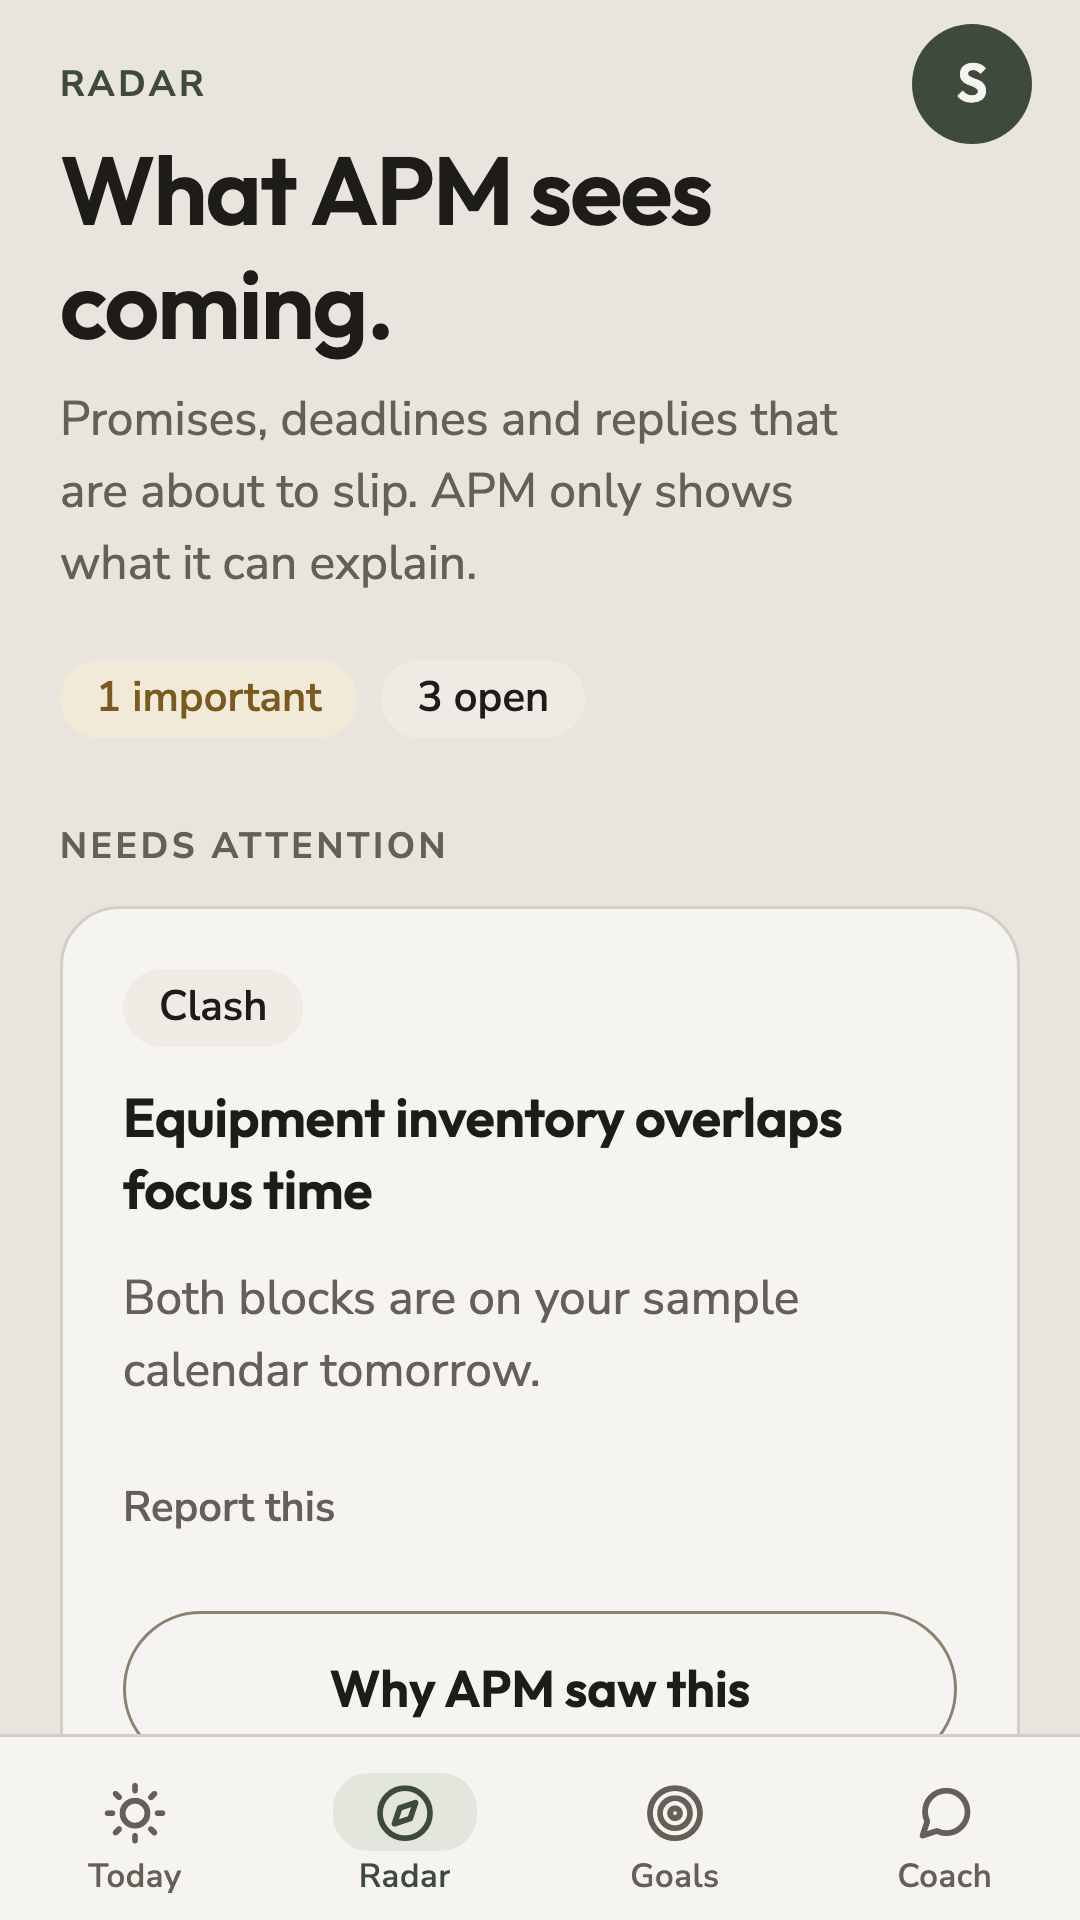 RADAR
S
What APM sees
coming.
Promises, deadlines and replies that
are about to slip. APM only shows
what it can explain.
1 important
3 open
NEEDS ATTENTION
Clash
Equipment inventory overlaps
focus time
Both blocks are on your sample
calendar tomorrow.
Report this
Why APM saw this
Today
Radar
Goals
Coach